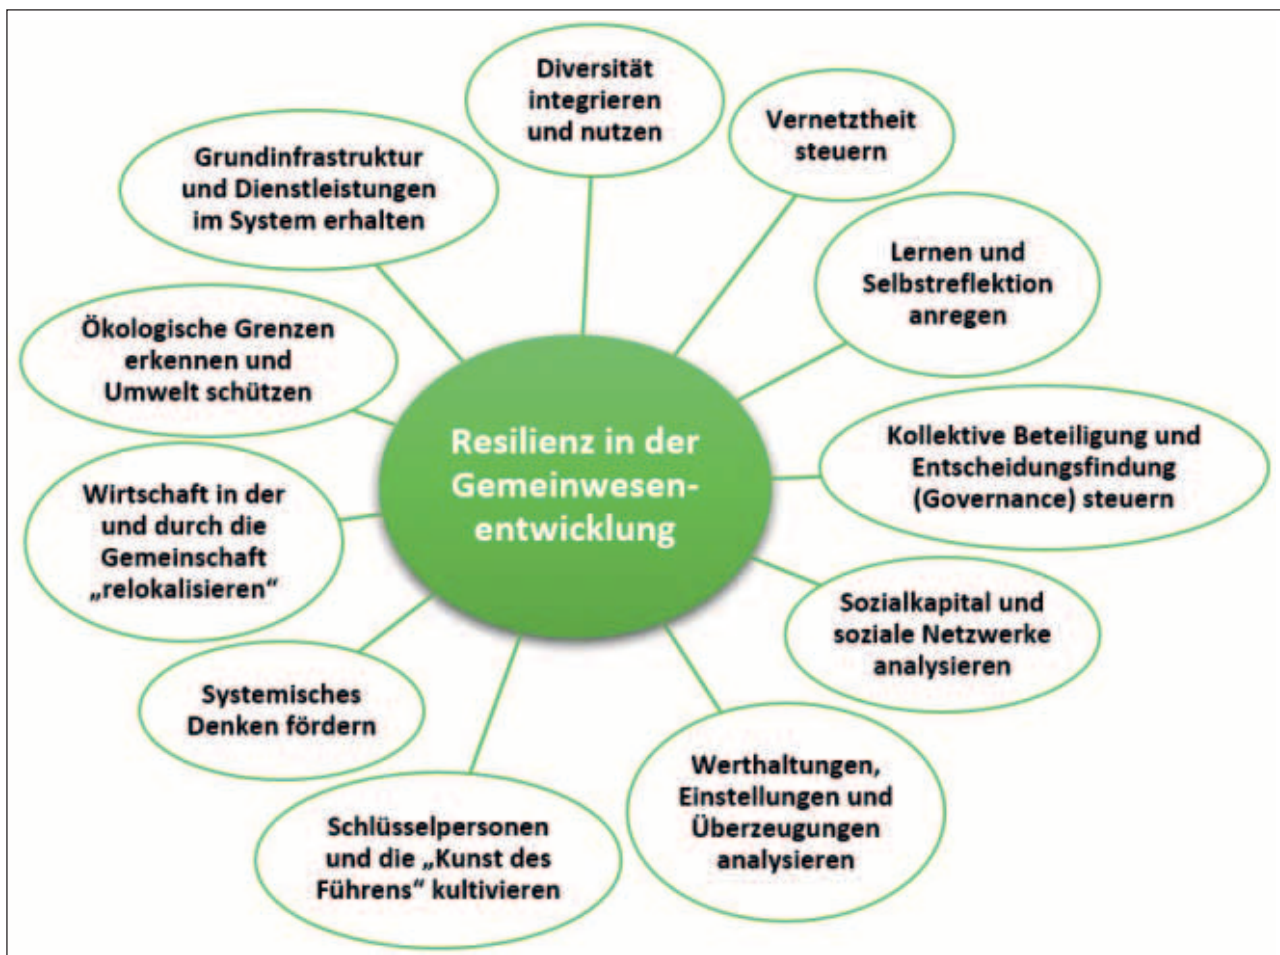 Diversität
integrieren
und nutzen
Vernetztheit
steuern
Lernen und
Selbstreflektion
anregen
Kollektive Beteiligung und
Entscheidungsfindung
(Governance) steuern
Sozialkapital und
soziale Netzwerke
analysieren
Werthaltungen,
Einstellungen und
Überzeugungen
analysieren
Schlüsselpersonen
und die „Kunst des
Führens“ kultivieren
Systemisches
Denken fördern
Wirtschaft in der
und durch die
Gemeinschaft
„relokalisieren“
Ökologische Grenzen
erkennen und
Umwelt schützen
Grundinfrastruktur
und Dienstleistungen
im System erhalten
Resilienz in der
Gemeinwesen-
entwicklung